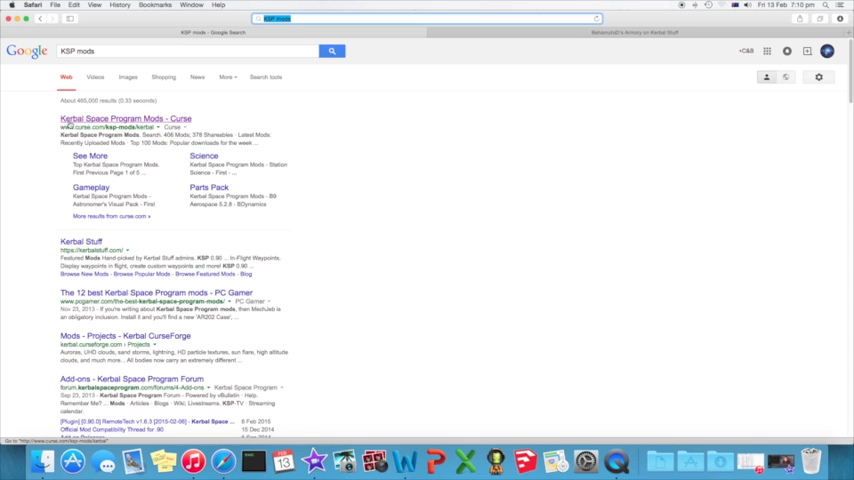 Safari File Edit View History Bookmarks Window Help Fri 13 Feb 7:10 pm
KSP mods
KSP mods - Google Search BahamutoD's Armory on Kerbal Stuff
Google KSP mods +C&B
Web Videos Images Shopping News More Search tools
About 465,000 results (0.33 seconds)
Kerbal Space Program Mods - Curse
www.curse.com/ksp-mods/kerbal Curse
Kerbal Space Program Mods. Search. 406 Mods; 378 Shareables · Latest Mods:
Recently Uploaded Mods · Top 100 Mods: Popular downloads for the week ...
See More
Top Kerbal Space Program Mods.
First Previous Page 1 of 5 ...
Science
Kerbal Space Program Mods - Station
Science - First - ...
Gameplay
Kerbal Space Program Mods -
Astronomer's Visual Pack - First
Parts Pack
Kerbal Space Program Mods - B9
Aerospace 5.2.8 - BDynamics
More results from curse.com »
Kerbal Stuff
https://kerbalstuff.com/
Featured Mods Hand-picked by Kerbal Stuff admins. KSP 0.90 ... In-Flight Waypoints.
Display waypoints in flight, create custom waypoints and more! KSP 0.90 ...
Browse New Mods - Browse Popular Mods - Browse Featured Mods - Blog
The 12 best Kerbal Space Program mods - PC Gamer
www.pcgamer.com/the-best-kerbal-space-program-mods/ PC Gamer
Nov 23, 2013 - If you're writing about Kerbal Space Program mods, then MechJeb is an
obligatory inclusion. Install it and you'll find a new 'AR202 Case', ...
Mods - Projects - Kerbal CurseForge
kerbal.curseforge.com › Projects
Auroras, UHD clouds, sand storms, lightning, HD particle textures, sun flare, high altitude
clouds, and much more... All bodies now carry an extremely different ...
Add-ons - Kerbal Space Program Forum
forum.kerbalspaceprogram.com/forums/4-Add-ons Kerbal Space Program
Sep 23, 2013 - Kerbal Space Program Forum - Powered by vBulletin · Help.
Remember Me? ... Mods · Articles · Blogs · Wiki · Livestreams. KSP-TV · Streaming
calendar.
[Plugin] [0.90.0] RemoteTech v1.6.3 [2015-02-06] - Kerbal Space ... 6 Feb 2015
Official Mod Compatibility Thread for .90 15 Dec 2014
Go to "http://www.curse.com/ksp-mods/kerbal"